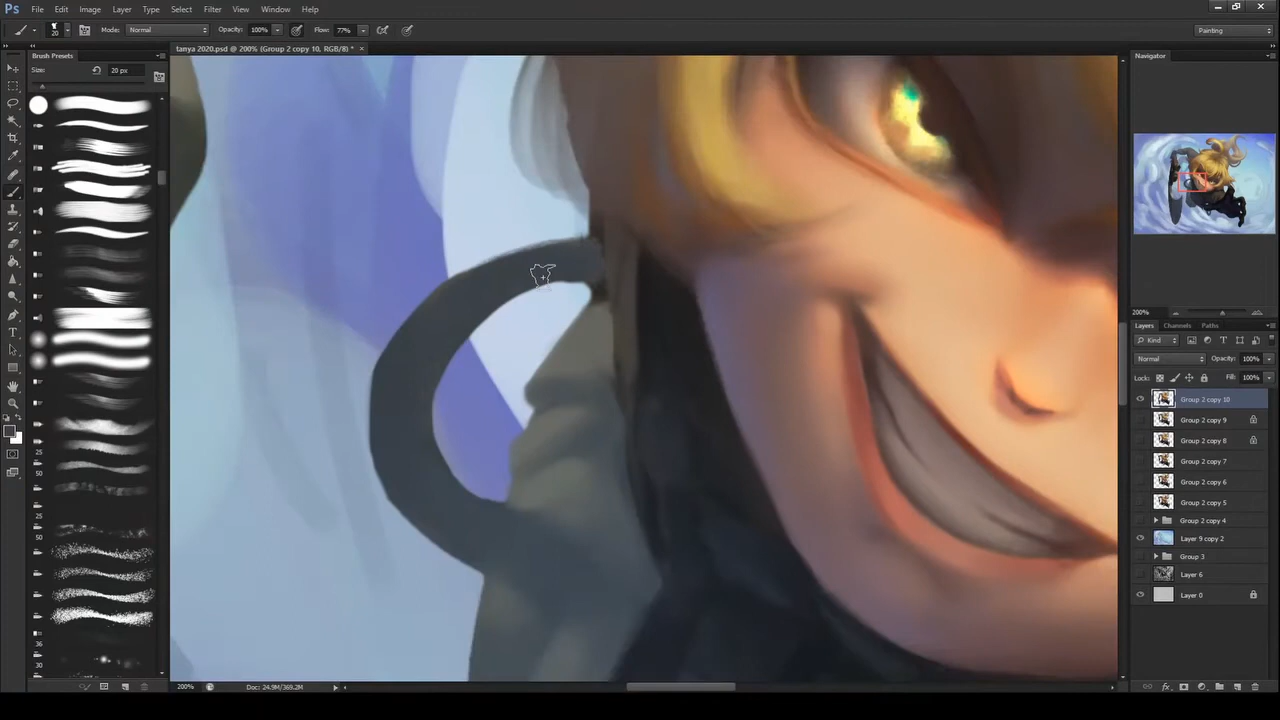 Ps File Edit Image Layer Type Select Filter View Window Help
20 Mode: Normal Opacity: 100% Flow: 77% Painting
tanya 2020.psd @ 200% (Group 2 copy 10, RGB/8) *
Brush Presets
Size: 20 px
25
50
25
50
36
30
Navigator
200%
Layers Channels Paths
Kind
Normal Opacity: 100%
Lock: Fill: 100%
Group 2 copy 10
Group 2 copy 9
Group 2 copy 8
Group 2 copy 7
Group 2 copy 6
Group 2 copy 5
Group 2 copy 4
Layer 9 copy 2
Group 3
Layer 6
Layer 0
200% Doc: 24.9M/369.2M